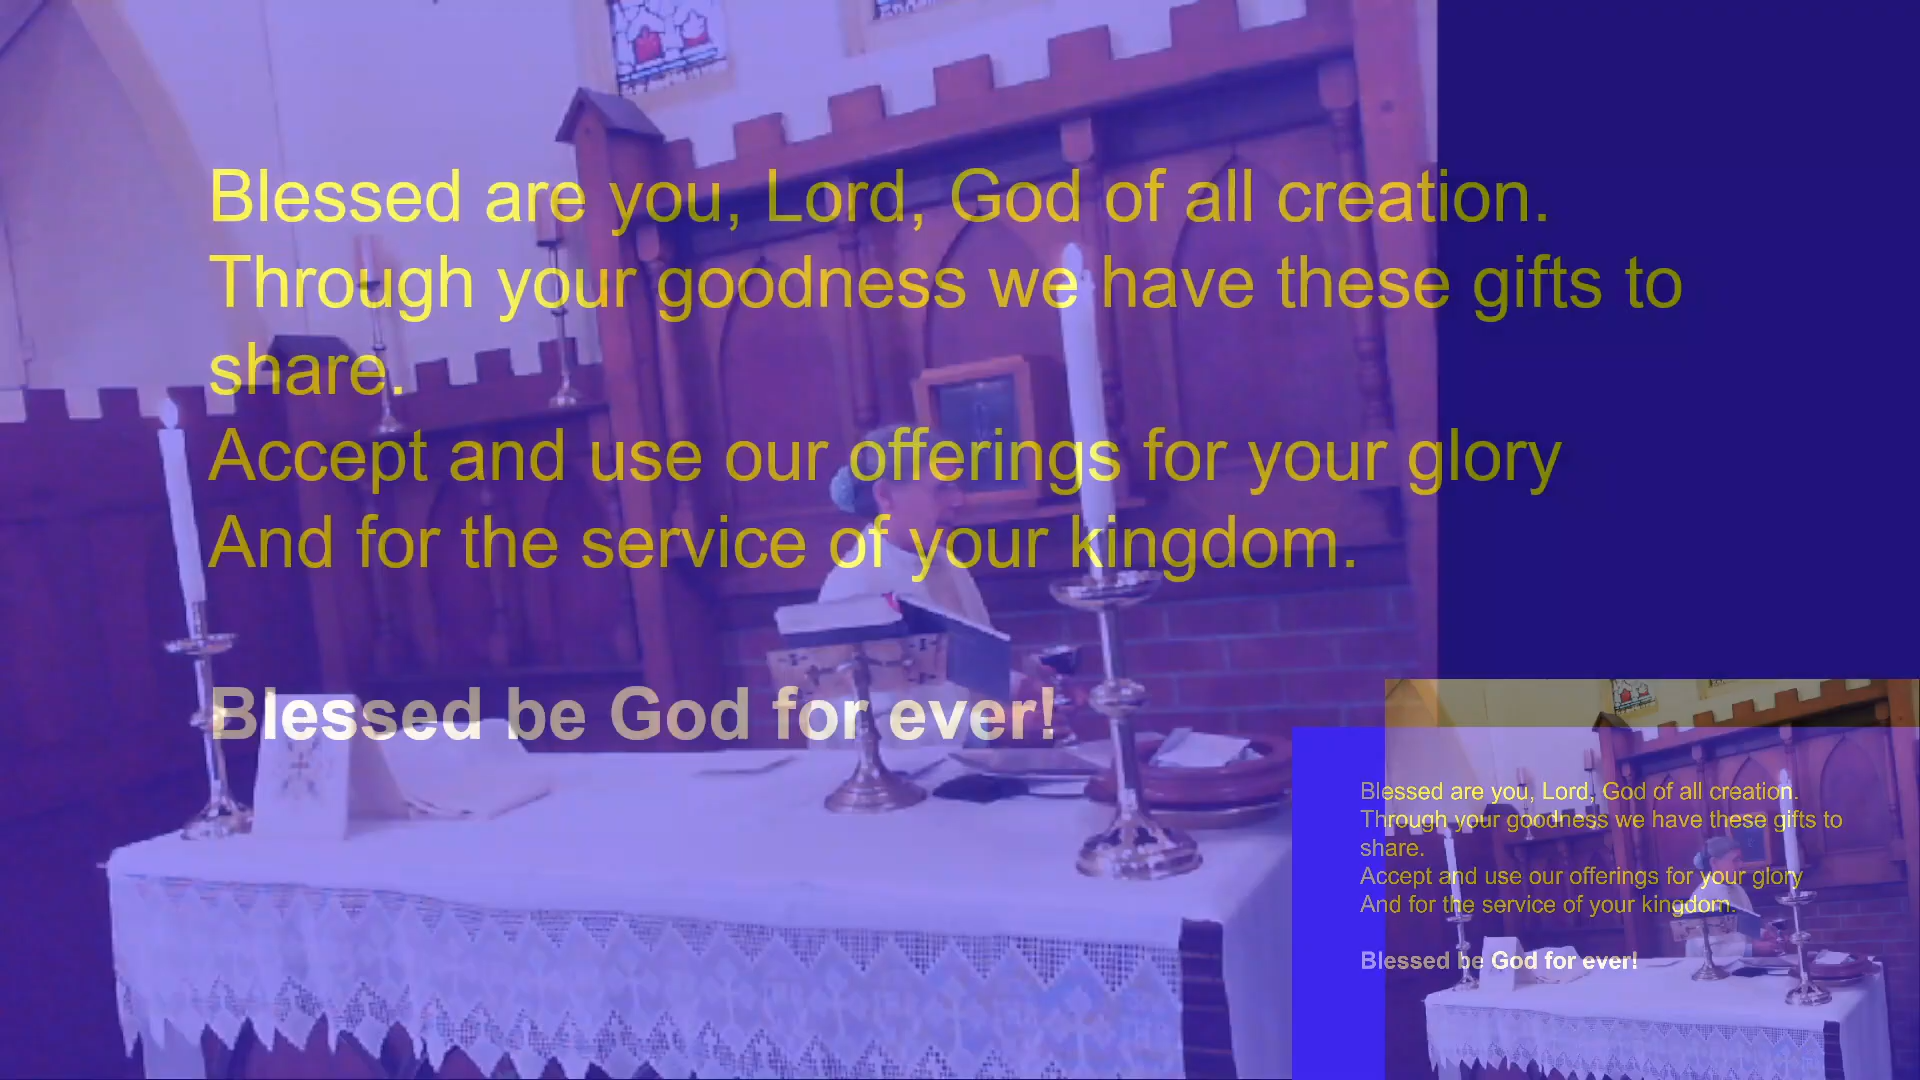 Blessed are you, Lord, God of all creation.
Through your goodness we have these gifts to
share.
Accept and use our offerings for your glory
And for the service of your kingdom.
Blessed be God for ever!
Blessed are you, Lord, God of all creation.
Through your goodness we have these gifts to
share.
Accept and use our offerings for your glory
And for the service of your kingdom.
Blessed be God for ever!